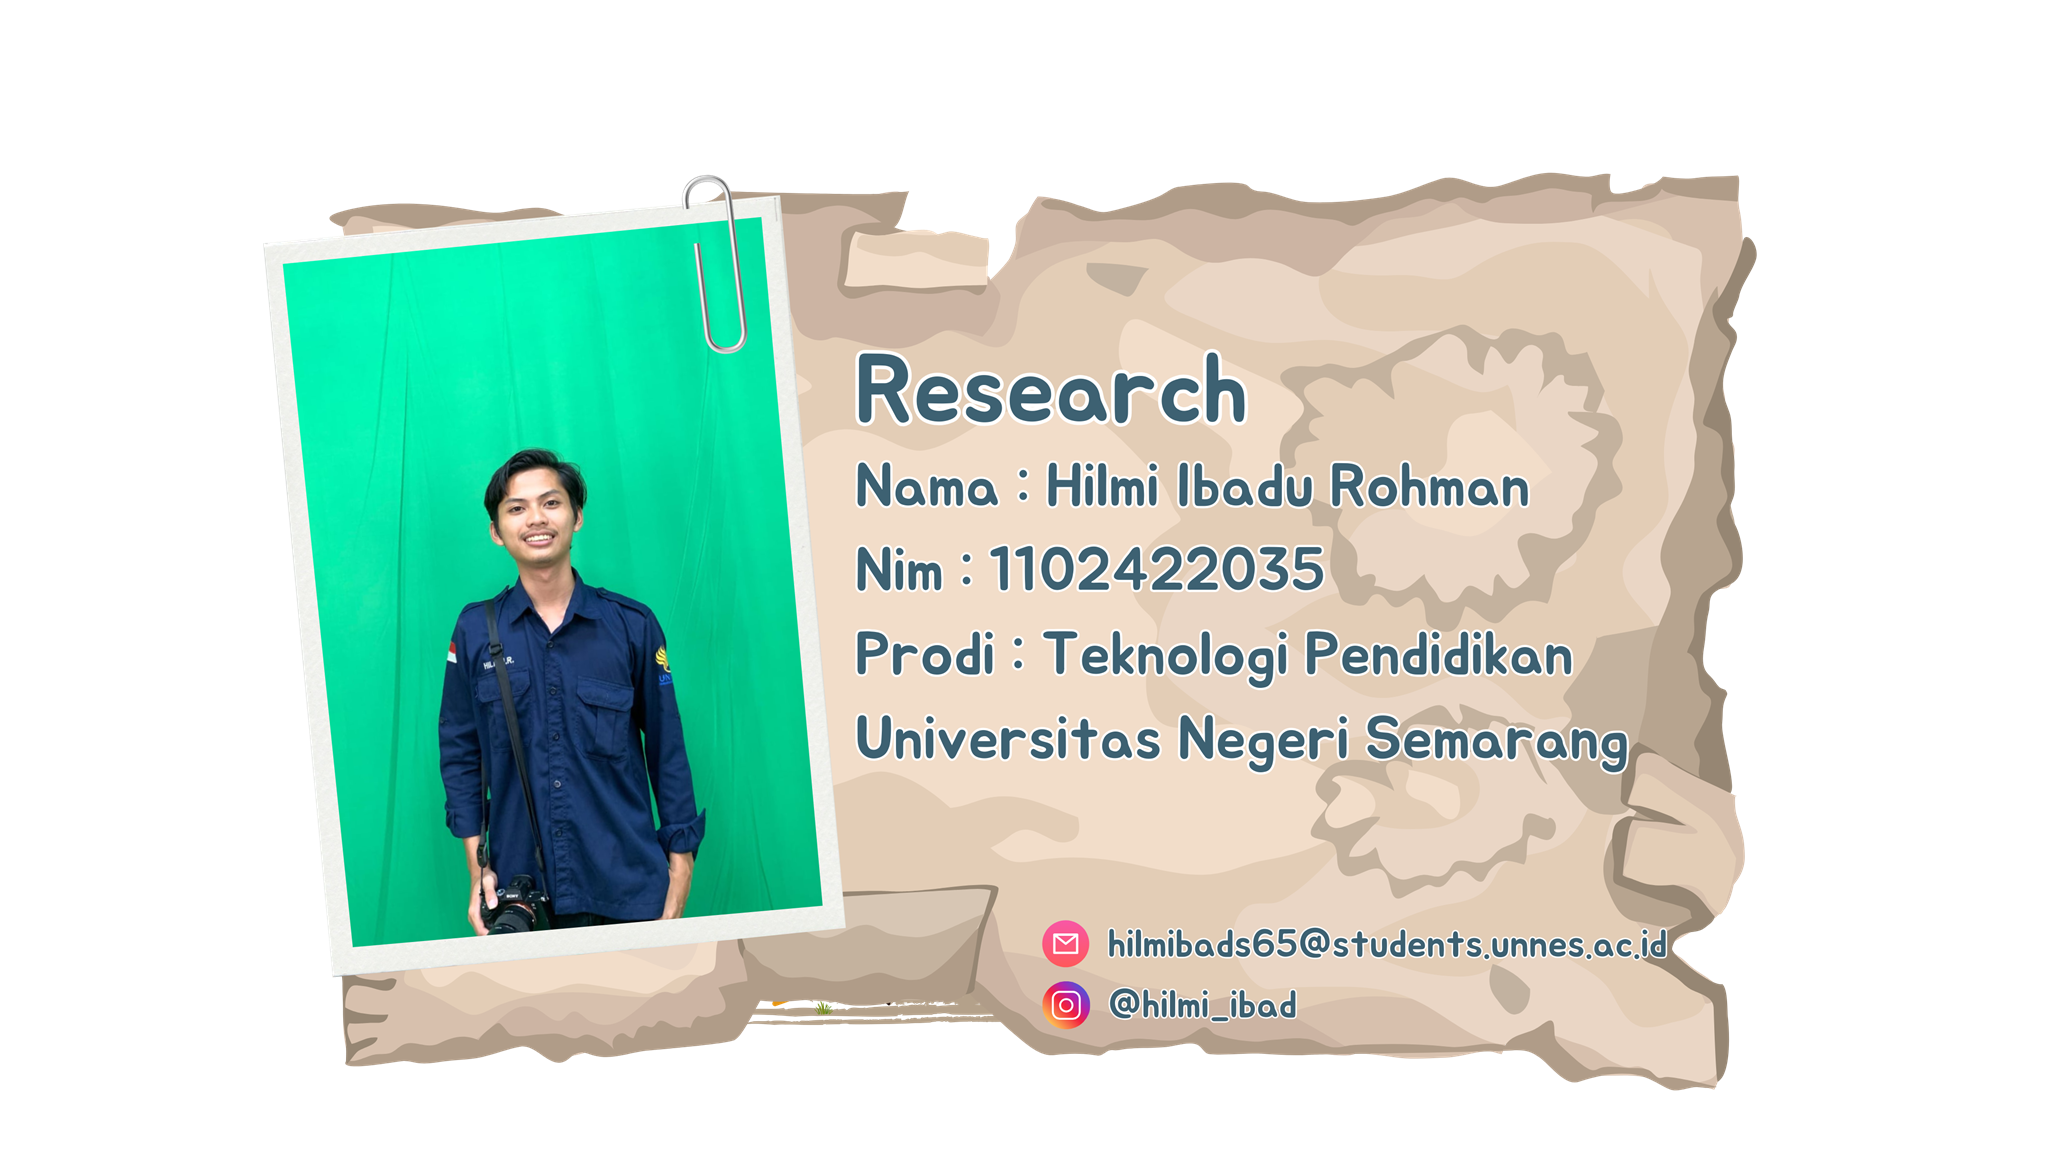 Research
Nama : Hilmi Ibadu Rohman
Nim : 1102422035
Prodi : Teknologi Pendidikan
Universitas Negeri Semarang
hilmibads65@students.unnes.ac.id
@hilmi_ibad
SONY